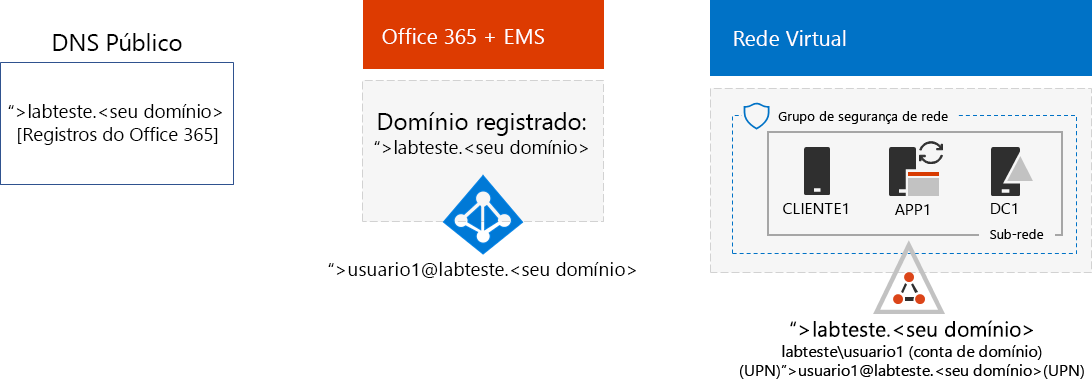 DNS Público
“>labteste.<seu domínio>
[Registros do Office 365]
Office 365 + EMS
Domínio registrado:
“>labteste.<seu domínio>
“>usuario1@labteste.<seu domínio>
Rede Virtual
Grupo de segurança de rede
CLIENTE1
APP1
DC1
Sub-rede
“>labteste.<seu domínio>
labteste\usuario1 (conta de domínio)
(UPN)”>usuario1@labteste.<seu domínio>(UPN)